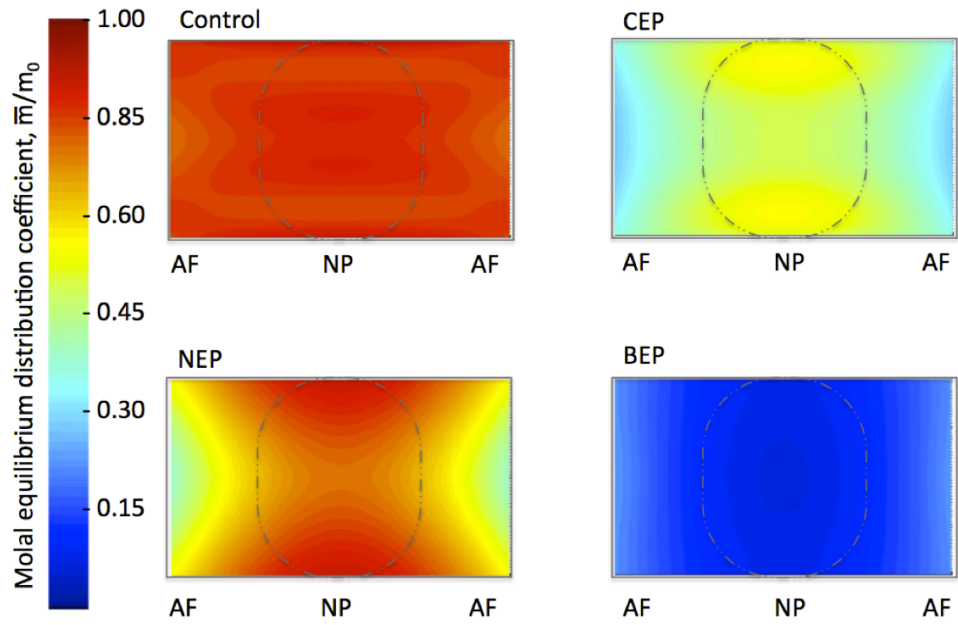 Molal equilibrium distribution coefficient, m̅/m₀
1.00
0.85
0.60
0.45
0.30
0.15
Control
AF NP AF
CEP
AF NP AF
NEP
AF NP AF
BEP
AF NP AF